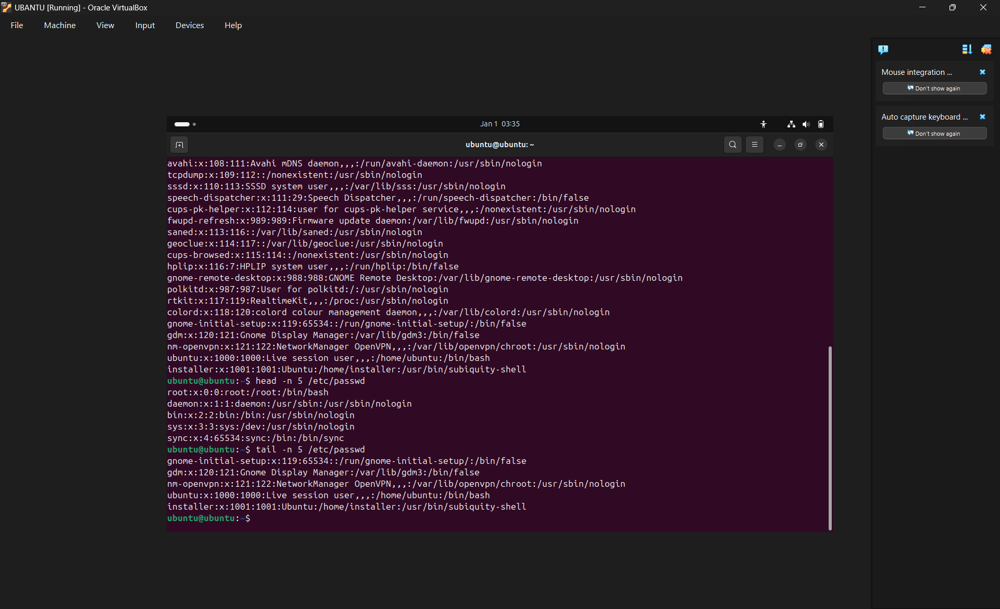 UBANTU [Running] - Oracle VirtualBox
File Machine View Input Devices Help
Mouse integration ...
Don't show again
Auto capture keyboard ...
Don't show again
Jan 1 03:35
ubuntu@ubuntu: ~
avahi:x:108:111:Avahi mDNS daemon,,,:/run/avahi-daemon:/usr/sbin/nologin
tcpdump:x:109:112::/nonexistent:/usr/sbin/nologin
sssd:x:110:113:SSSD system user,,,:/var/lib/sss:/usr/sbin/nologin
speech-dispatcher:x:111:29:Speech Dispatcher,,,:/run/speech-dispatcher:/bin/false
cups-pk-helper:x:112:114:user for cups-pk-helper service,,,:/nonexistent:/usr/sbin/nologin
fwupd-refresh:x:989:989:Firmware update daemon:/var/lib/fwupd:/usr/sbin/nologin
saned:x:113:116::/var/lib/saned:/usr/sbin/nologin
geoclue:x:114:117::/var/lib/geoclue:/usr/sbin/nologin
cups-browsed:x:115:114::/nonexistent:/usr/sbin/nologin
hplip:x:116:7:HPLIP system user,,,:/run/hplip:/bin/false
gnome-remote-desktop:x:988:988:GNOME Remote Desktop:/var/lib/gnome-remote-desktop:/usr/sbin/nologin
polkitd:x:987:987:User for polkitd:/:/usr/sbin/nologin
rtkit:x:117:119:RealtimeKit,,,:/proc:/usr/sbin/nologin
colord:x:118:120:colord colour management daemon,,,:/var/lib/colord:/usr/sbin/nologin
gnome-initial-setup:x:119:65534::/run/gnome-initial-setup/:/bin/false
gdm:x:120:121:Gnome Display Manager:/var/lib/gdm3:/bin/false
nm-openvpn:x:121:122:NetworkManager OpenVPN,,,:/var/lib/openvpn/chroot:/usr/sbin/nologin
ubuntu:x:1000:1000:Live session user,,,:/home/ubuntu:/bin/bash
installer:x:1001:1001:Ubuntu:/home/installer:/usr/bin/subiquity-shell
ubuntu@ubuntu:~$ head -n 5 /etc/passwd
root:x:0:0:root:/root:/bin/bash
daemon:x:1:1:daemon:/usr/sbin:/usr/sbin/nologin
bin:x:2:2:bin:/bin:/usr/sbin/nologin
sys:x:3:3:sys:/dev:/usr/sbin/nologin
sync:x:4:65534:sync:/bin:/bin/sync
ubuntu@ubuntu:~$ tail -n 5 /etc/passwd
gnome-initial-setup:x:119:65534::/run/gnome-initial-setup/:/bin/false
gdm:x:120:121:Gnome Display Manager:/var/lib/gdm3:/bin/false
nm-openvpn:x:121:122:NetworkManager OpenVPN,,,:/var/lib/openvpn/chroot:/usr/sbin/nologin
ubuntu:x:1000:1000:Live session user,,,:/home/ubuntu:/bin/bash
installer:x:1001:1001:Ubuntu:/home/installer:/usr/bin/subiquity-shell
ubuntu@ubuntu:~$